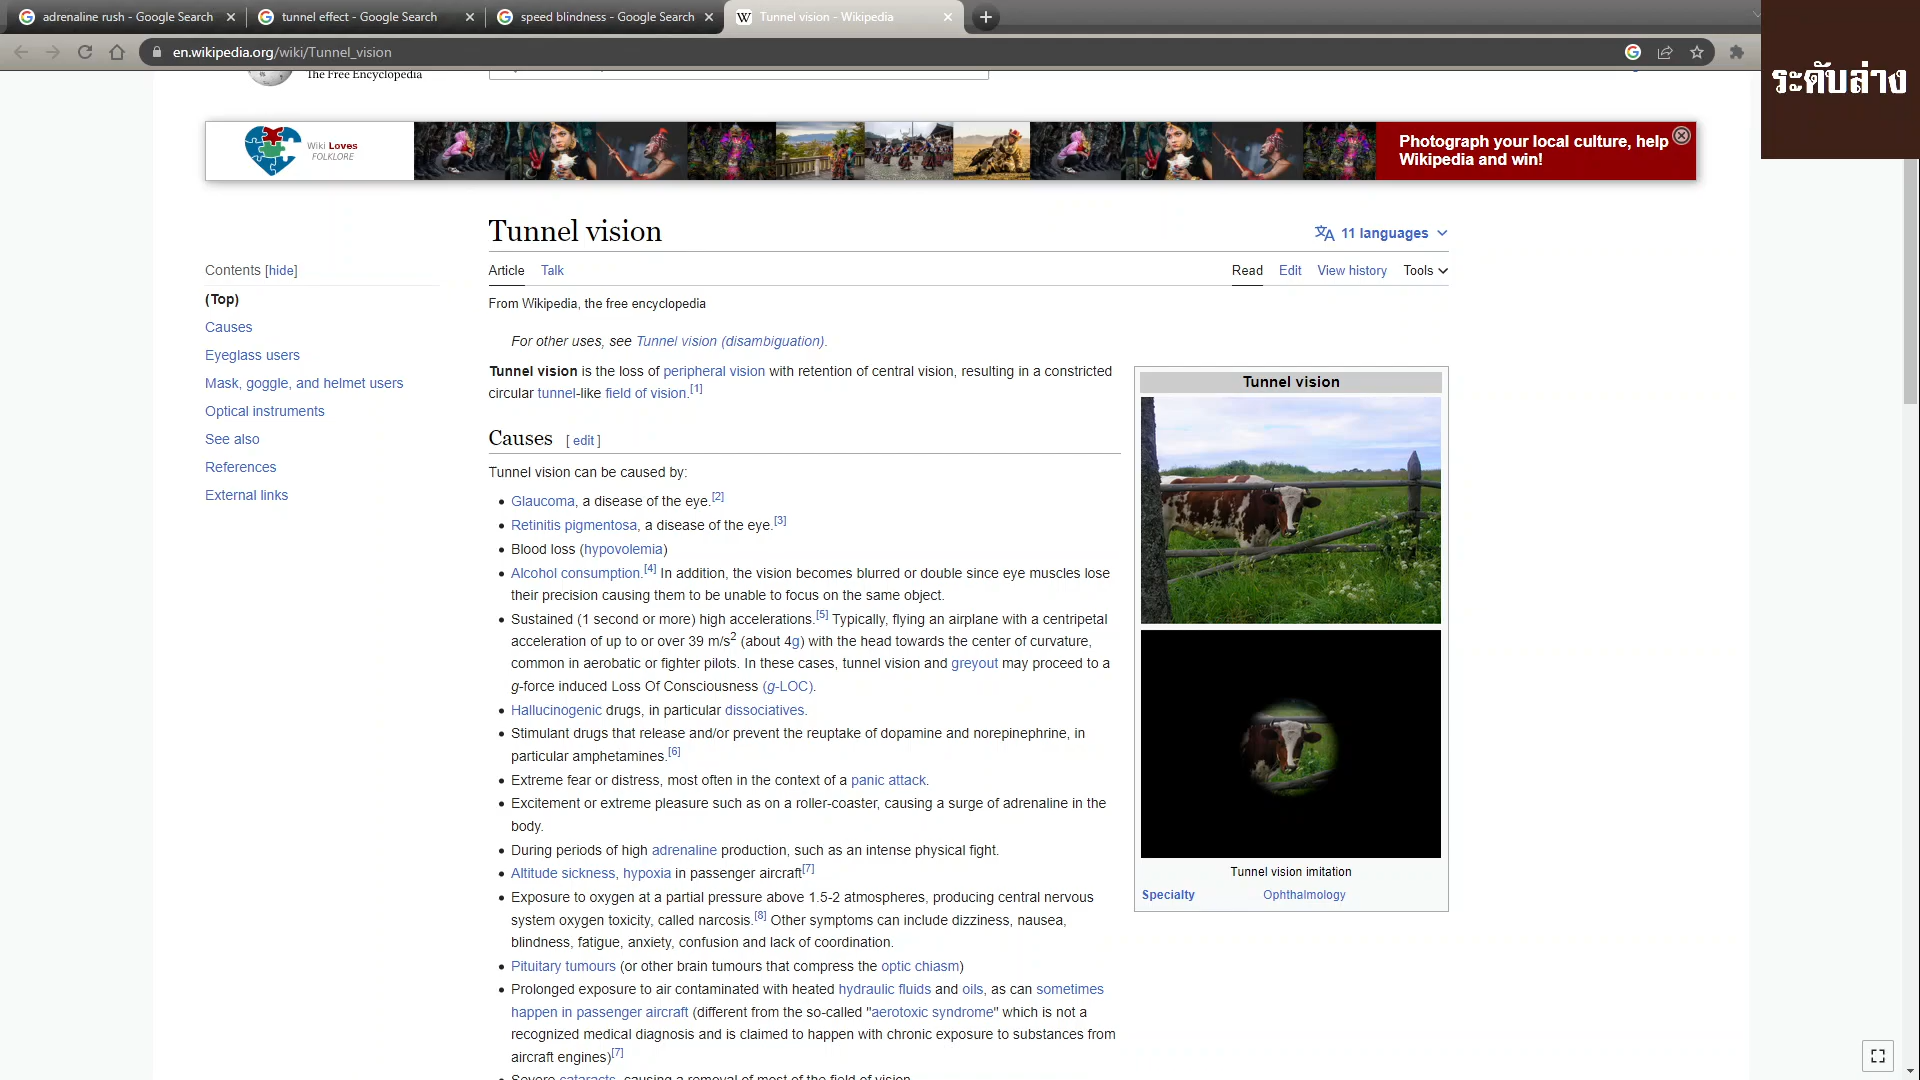 adrenaline rush - Google Search
tunnel effect - Google Search
speed blindness - Google Search
Tunnel vision - Wikipedia
en.wikipedia.org/wiki/Tunnel_vision
ระดับล่าง
The Free Encyclopedia
Wiki Loves
FOLKLORE
Photograph your local culture, help
Wikipedia and win!
Tunnel vision
11 languages
Contents [hide]
(Top)
Causes
Eyeglass users
Mask, goggle, and helmet users
Optical instruments
See also
References
External links
Article Talk
Read Edit View history Tools
From Wikipedia, the free encyclopedia
For other uses, see Tunnel vision (disambiguation).
Tunnel vision is the loss of peripheral vision with retention of central vision, resulting in a constricted
circular tunnel-like field of vision.[1]
Causes [ edit ]
Tunnel vision can be caused by:
• Glaucoma, a disease of the eye.[2]
• Retinitis pigmentosa, a disease of the eye.[3]
• Blood loss (hypovolemia)
• Alcohol consumption.[4] In addition, the vision becomes blurred or double since eye muscles lose
their precision causing them to be unable to focus on the same object.
• Sustained (1 second or more) high accelerations.[5] Typically, flying an airplane with a centripetal
acceleration of up to or over 39 m/s2 (about 4g) with the head towards the center of curvature,
common in aerobatic or fighter pilots. In these cases, tunnel vision and greyout may proceed to a
g-force induced Loss Of Consciousness (g-LOC).
• Hallucinogenic drugs, in particular dissociatives.
• Stimulant drugs that release and/or prevent the reuptake of dopamine and norepinephrine, in
particular amphetamines.[6]
• Extreme fear or distress, most often in the context of a panic attack.
• Excitement or extreme pleasure such as on a roller-coaster, causing a surge of adrenaline in the
body.
• During periods of high adrenaline production, such as an intense physical fight.
• Altitude sickness, hypoxia in passenger aircraft[7]
• Exposure to oxygen at a partial pressure above 1.5-2 atmospheres, producing central nervous
system oxygen toxicity, called narcosis.[8] Other symptoms can include dizziness, nausea,
blindness, fatigue, anxiety, confusion and lack of coordination.
• Pituitary tumours (or other brain tumours that compress the optic chiasm)
• Prolonged exposure to air contaminated with heated hydraulic fluids and oils, as can sometimes
happen in passenger aircraft (different from the so-called "aerotoxic syndrome" which is not a
recognized medical diagnosis and is claimed to happen with chronic exposure to substances from
aircraft engines)[7]
• Severe cataracts, causing a removal of most of the field of vision
Tunnel vision
Tunnel vision imitation
Specialty Ophthalmology